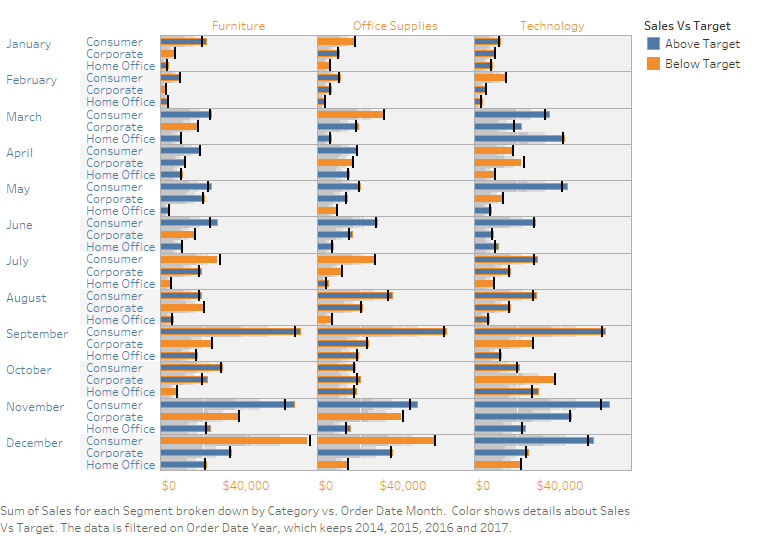 Furniture Office Supplies Technology
Sales Vs Target
Above Target
Below Target
January Consumer
Corporate
Home Office
February Consumer
Corporate
Home Office
March Consumer
Corporate
Home Office
April Consumer
Corporate
Home Office
May Consumer
Corporate
Home Office
June Consumer
Corporate
Home Office
July Consumer
Corporate
Home Office
August Consumer
Corporate
Home Office
September Consumer
Corporate
Home Office
October Consumer
Corporate
Home Office
November Consumer
Corporate
Home Office
December Consumer
Corporate
Home Office
$0 $40,000 $0 $40,000 $0 $40,000
Sum of Sales for each Segment broken down by Category vs. Order Date Month. Color shows details about Sales
Vs Target. The data is filtered on Order Date Year, which keeps 2014, 2015, 2016 and 2017.